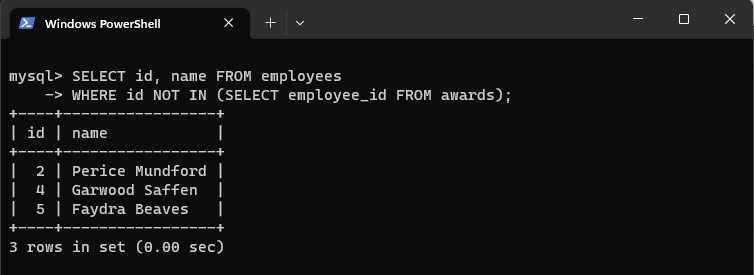 Windows PowerShell
mysql> SELECT id, name FROM employees
    -> WHERE id NOT IN (SELECT employee_id FROM awards);
+----+-----------------+
| id | name            |
+----+-----------------+
|  2 | Perice Mundford |
|  4 | Garwood Saffen  |
|  5 | Faydra Beaves   |
+----+-----------------+
3 rows in set (0.00 sec)